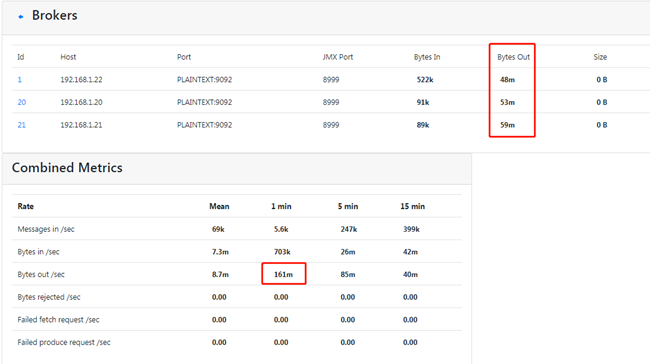 Brokers
Id Host Port JMX Port Bytes In Bytes Out Size
1 192.168.1.22 PLAINTEXT:9092 8999 522k 48m 0 B
20 192.168.1.20 PLAINTEXT:9092 8999 91k 53m 0 B
21 192.168.1.21 PLAINTEXT:9092 8999 89k 59m 0 B
Combined Metrics
Rate Mean 1 min 5 min 15 min
Messages in /sec 69k 5.6k 247k 399k
Bytes in /sec 7.3m 703k 26m 42m
Bytes out /sec 8.7m 161m 85m 40m
Bytes rejected /sec 0.00 0.00 0.00 0.00
Failed fetch request /sec 0.00 0.00 0.00 0.00
Failed produce request /sec 0.00 0.00 0.00 0.00